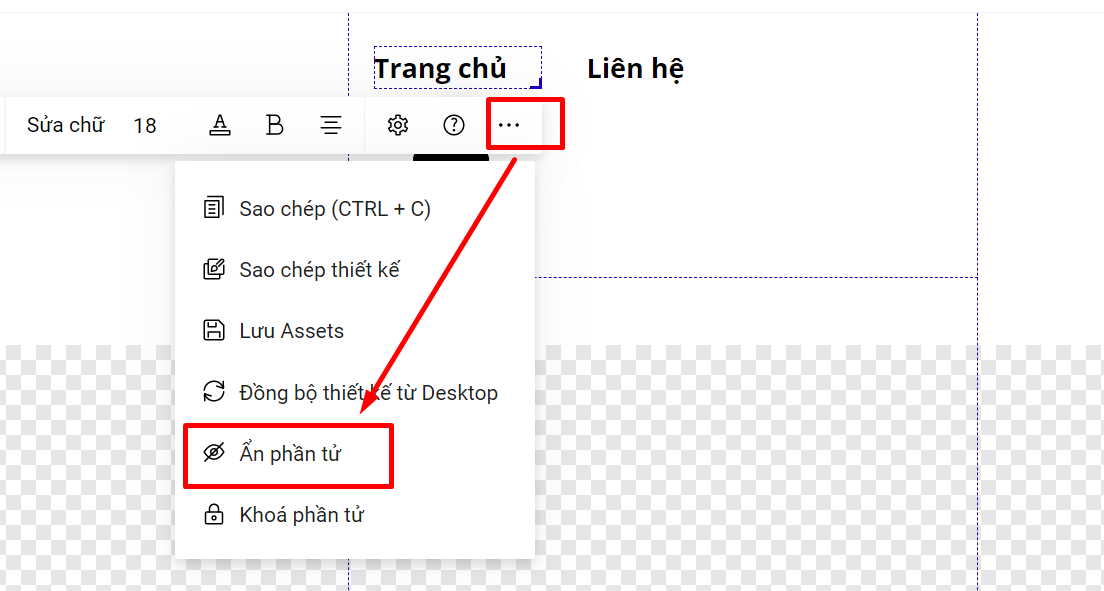 Trang chủ Liên hệ
Sửa chữ 18 A B
Sao chép (CTRL + C)
Sao chép thiết kế
Lưu Assets
Đồng bộ thiết kế từ Desktop
Ẩn phần tử
Khoá phần tử